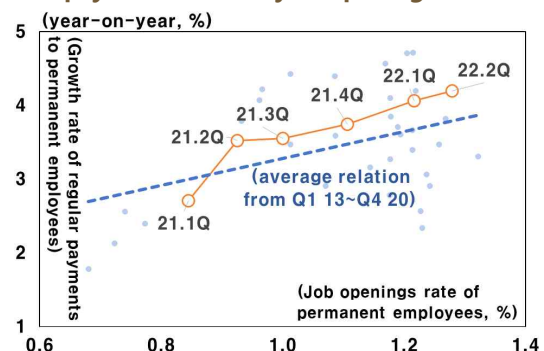 (year-on-year, %)
5
4
3
2
1
(Growth rate of regular payments
to permanent employees)
22.1Q
22.2Q
21.4Q
21.3Q
21.2Q
21.1Q
(average relation
from Q1 13~Q4 20)
(Job openings rate of
permanent employees, %)
0.6 0.8 1.0 1.2 1.4